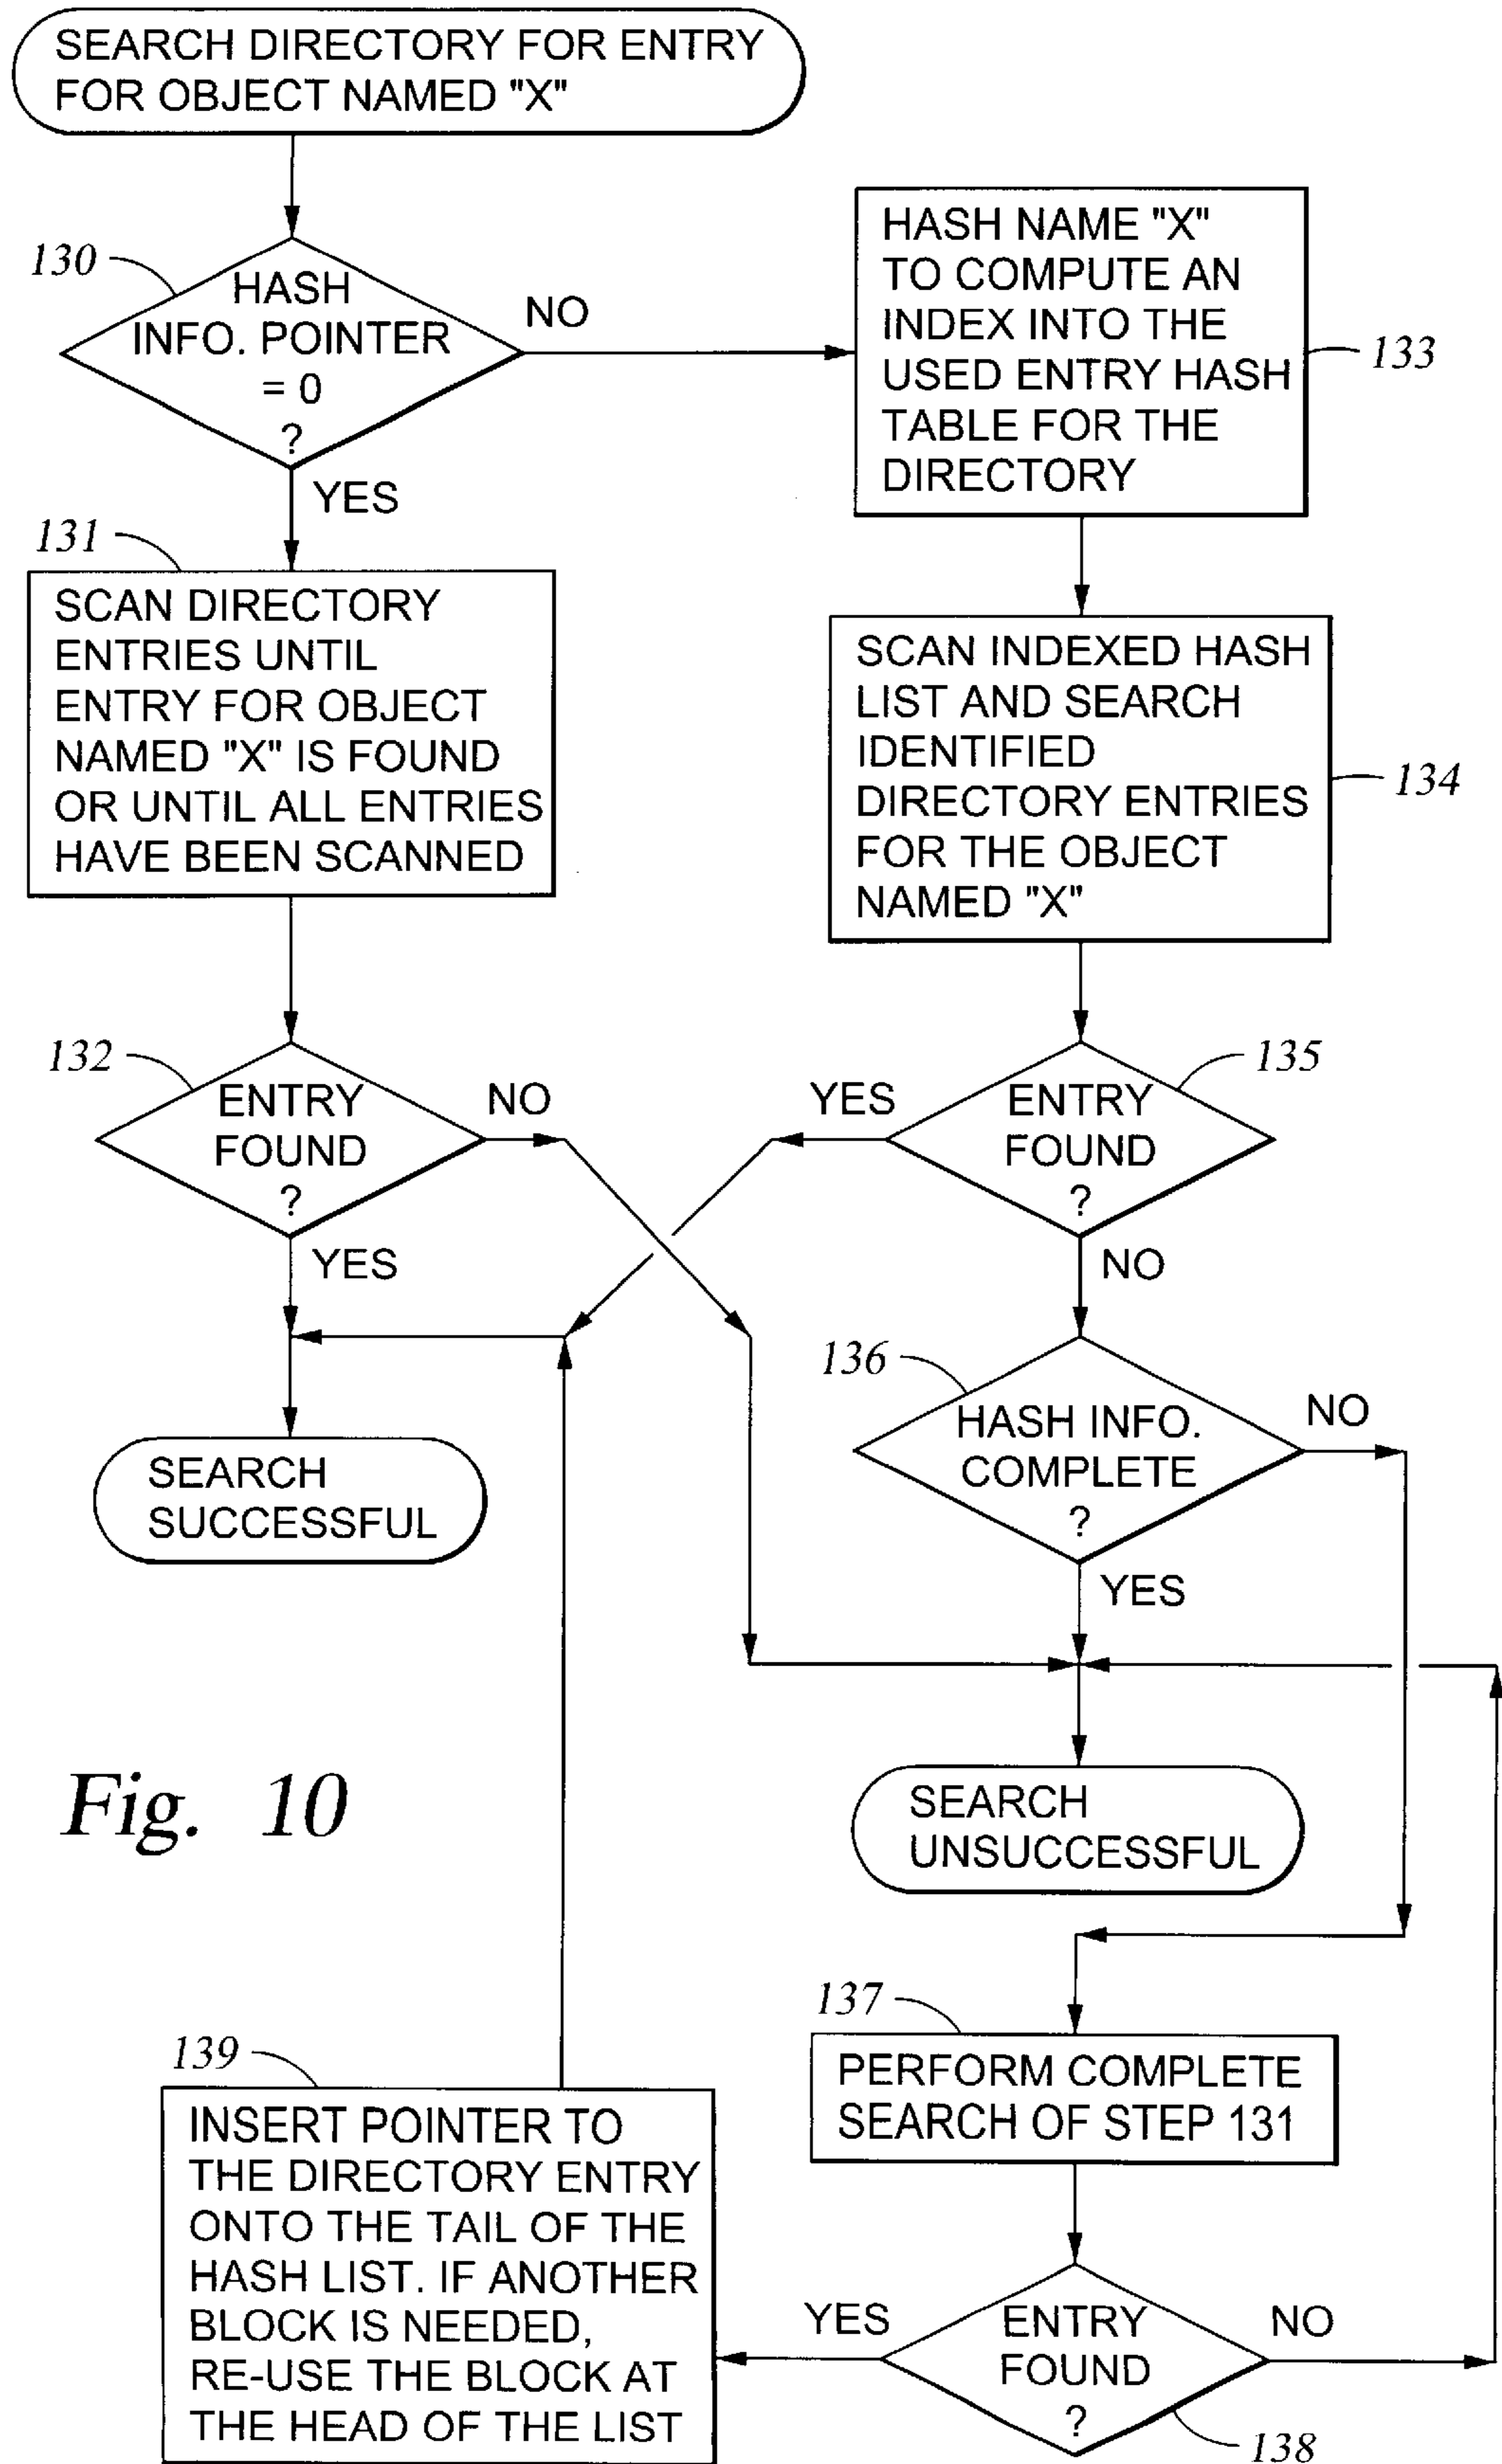 SEARCH DIRECTORY FOR ENTRY
FOR OBJECT NAMED "X"
130
HASH
INFO. POINTER
= 0
?
NO
YES
HASH NAME "X"
TO COMPUTE AN
INDEX INTO THE
USED ENTRY HASH
TABLE FOR THE
DIRECTORY
133
131
SCAN DIRECTORY
ENTRIES UNTIL
ENTRY FOR OBJECT
NAMED "X" IS FOUND
OR UNTIL ALL ENTRIES
HAVE BEEN SCANNED
SCAN INDEXED HASH
LIST AND SEARCH
IDENTIFIED
DIRECTORY ENTRIES
FOR THE OBJECT
NAMED "X"
134
132
ENTRY
FOUND
?
NO
YES
YES
ENTRY
FOUND
?
135
NO
SEARCH
SUCCESSFUL
136
HASH INFO.
COMPLETE
?
NO
YES
SEARCH
UNSUCCESSFUL
Fig. 10
137
PERFORM COMPLETE
SEARCH OF STEP 131
139
INSERT POINTER TO
THE DIRECTORY ENTRY
ONTO THE TAIL OF THE
HASH LIST. IF ANOTHER
BLOCK IS NEEDED,
RE-USE THE BLOCK AT
THE HEAD OF THE LIST
YES
ENTRY
FOUND
?
NO
138